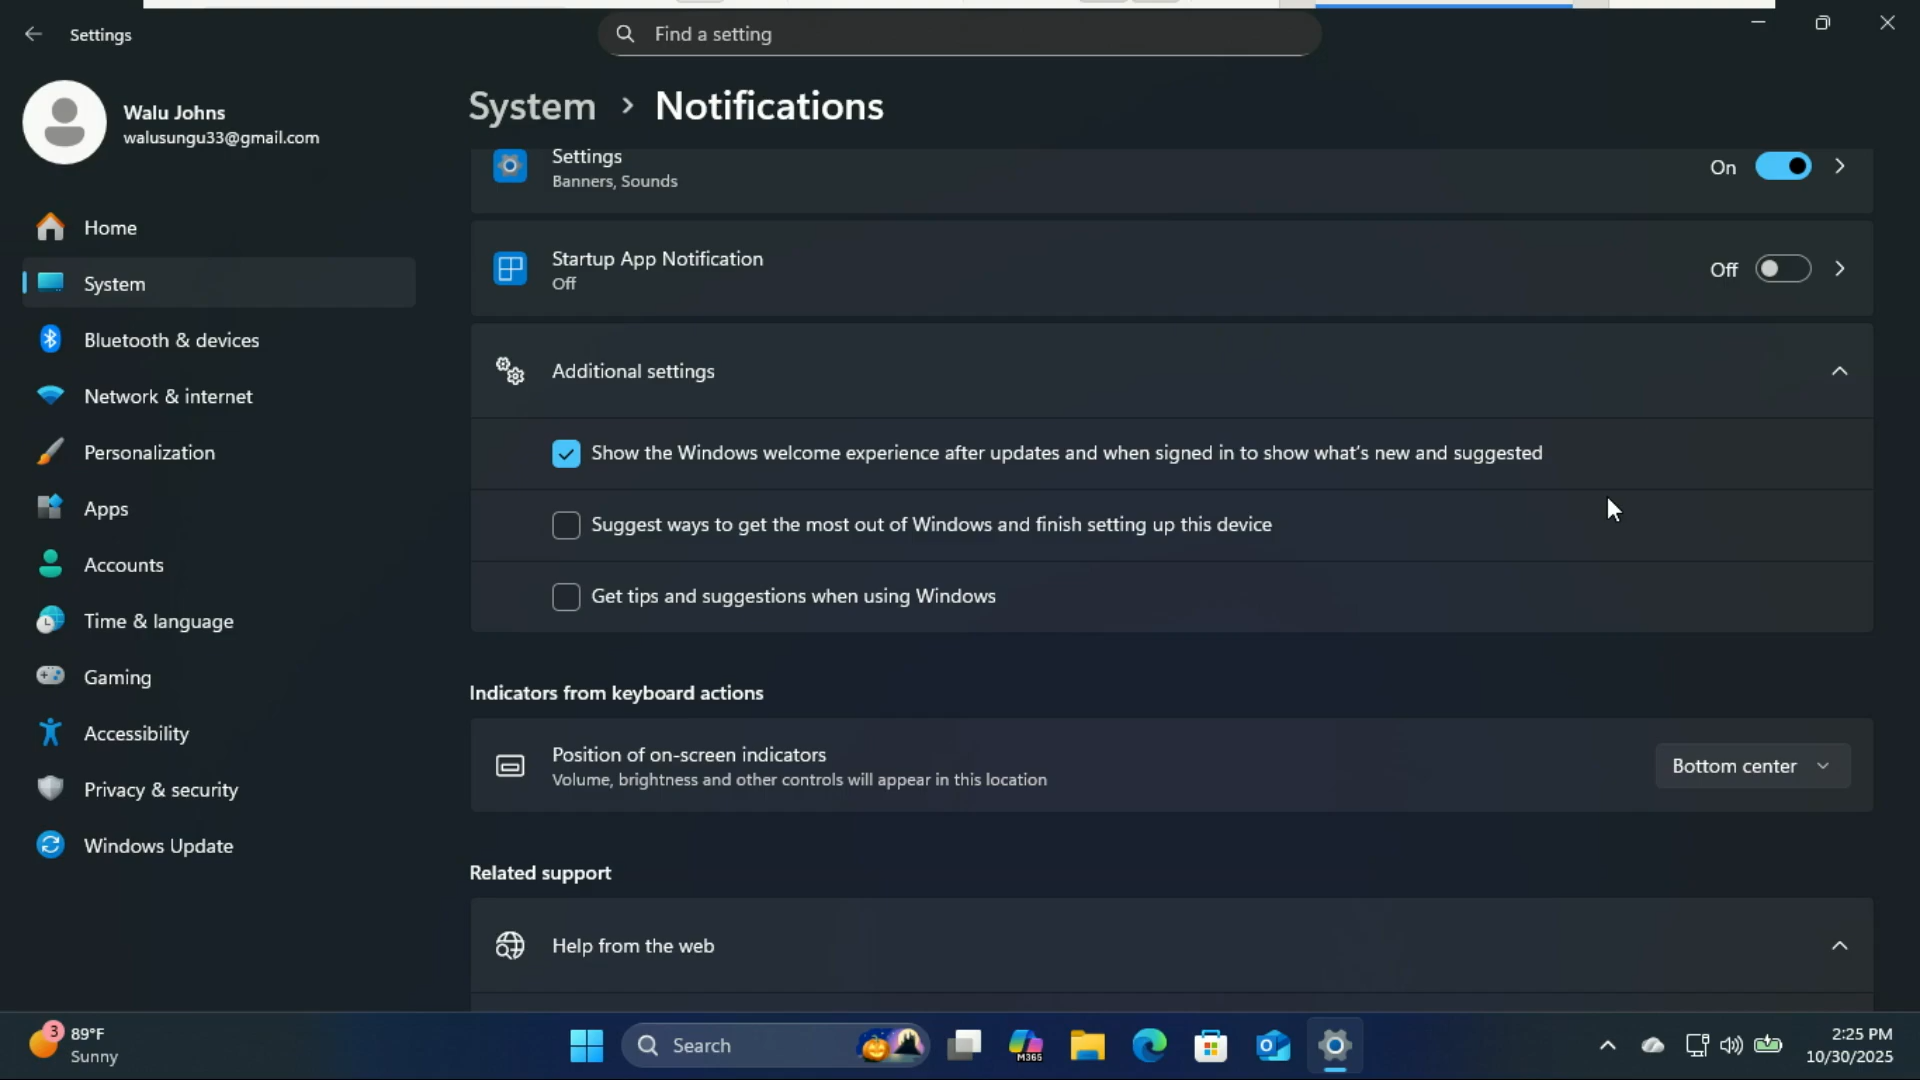 Settings
Find a setting
Walu Johns
walusungu33@gmail.com
Home
System
Bluetooth & devices
Network & internet
Personalization
Apps
Accounts
Time & language
Gaming
Accessibility
Privacy & security
Windows Update
System > Notifications
Settings
Banners, Sounds
On
Startup App Notification
Off
Off
Additional settings
Show the Windows welcome experience after updates and when signed in to show what's new and suggested
Suggest ways to get the most out of Windows and finish setting up this device
Get tips and suggestions when using Windows
Indicators from keyboard actions
Position of on-screen indicators
Volume, brightness and other controls will appear in this location
Bottom center
Related support
Help from the web
3
89°F
Sunny
Search
M365
2:25 PM
10/30/2025